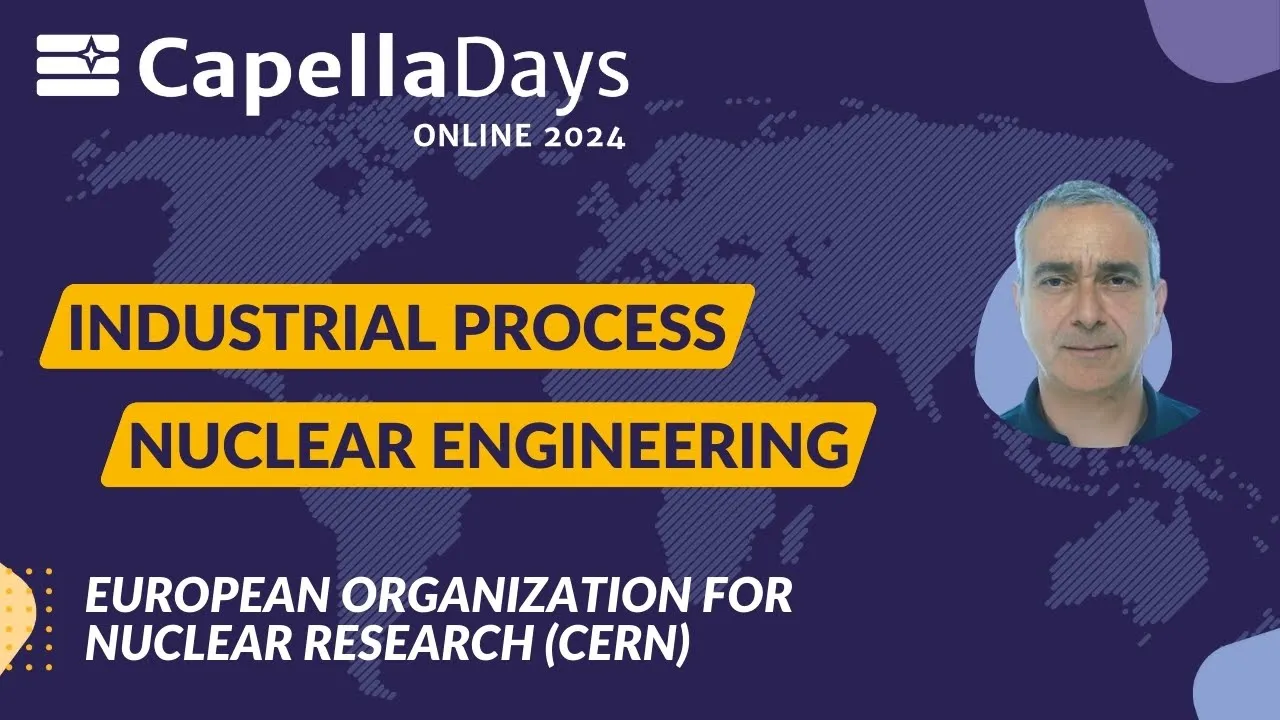 CapellaDays
ONLINE 2024
INDUSTRIAL PROCESS
NUCLEAR ENGINEERING
EUROPEAN ORGANIZATION FOR
NUCLEAR RESEARCH (CERN)